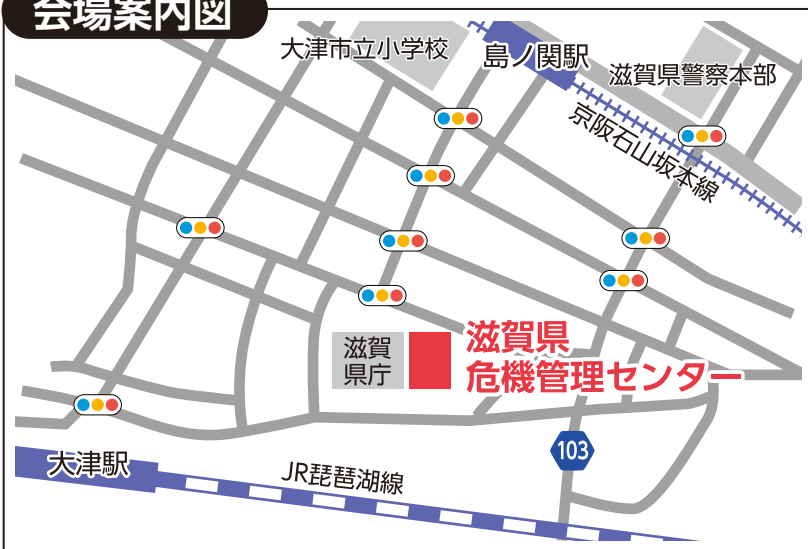 会場案内図
大津市立小学校
島ノ関駅
滋賀県警察本部
京阪石山坂本線
滋賀
県庁
滋賀県
危機管理センター
103
大津駅
JR琵琶湖線